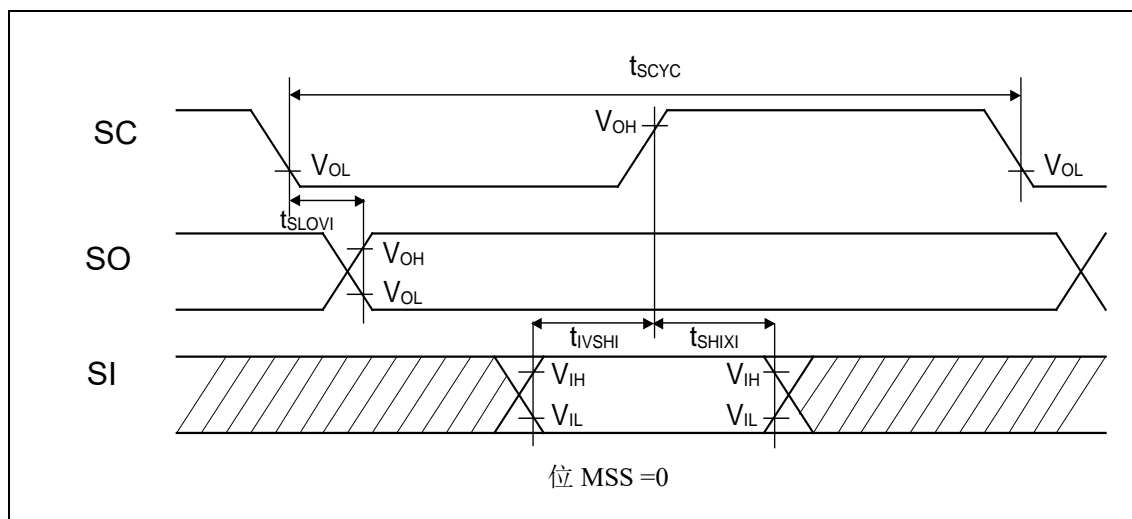 tSCYC
SC
VOH
VOL
VOL
tSLOVI
SO
VOH
VOL
tIVSHI
tSHIXI
SI
VIH
VIH
VIL
VIL
位 MSS =0